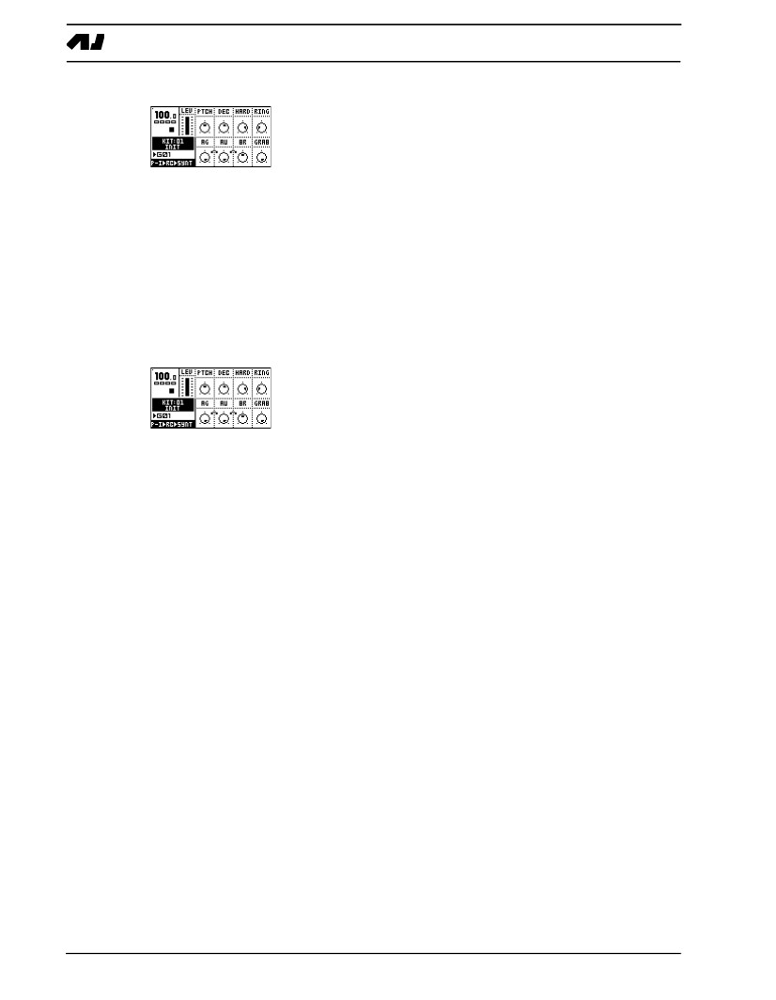 LEV PTCH DEC HARD RING
100.0
KIT:01 AG AU BR GRAB
INIT
G01
P-I▶RC▶SYNT
LEV PTCH DEC HARD RING
100.0
KIT:01 AG AU BR GRAB
INIT
G01
P-I▶RC▶SYNT